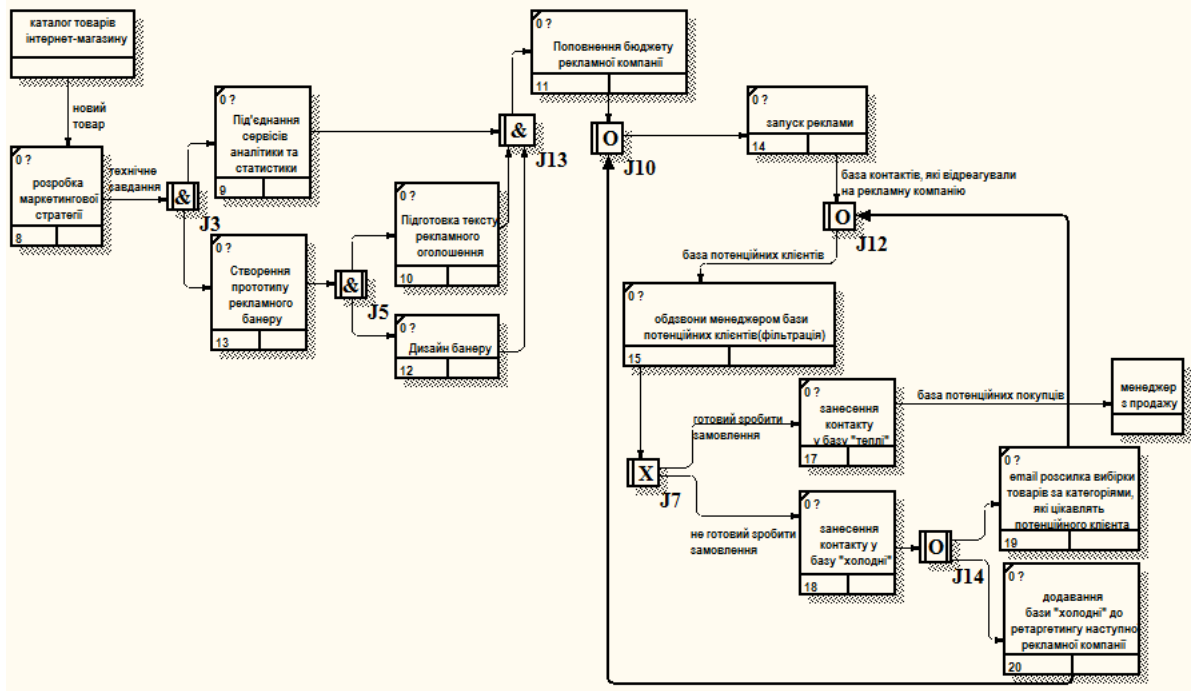 каталог товарів
інтернет-магазину
новий
товар
0 ?
розробка
маркетингової
стратегії
8
технічне
завдання
&
J3
0 ?
Під'єднання
сервісів
аналітики та
статистики
9
0 ?
Створення
прототипу
рекламного
банеру
13
&
J5
0 ?
Підготовка тексту
рекламного
оголошення
10
0 ?
Дизайн банеру
12
&
J13
0 ?
Поповнення бюджету
рекламної компанії
11
O
J10
0 ?
запуск реклами
14
база контактів, які відреагували
на рекламну компанію
O
J12
база потенційних клієнтів
0 ?
обдзвони менеджером бази
потенційних клієнтів(фільтрація)
15
X
J7
готовий зробити
замовлення
0 ?
занесення
контакту
у базу "теплі"
17
база потенційних покупців
менеджер
з продажу
не готовий зробити
замовлення
0 ?
занесення
контакту у
базу "холодні"
18
O
J14
0 ?
email розсилка вибірки
товарів за категоріями,
які цікавлять
потенційного клієнта
19
0 ?
додавання
бази "холодні" до
ретаргетингу наступно
рекламної компанії
20